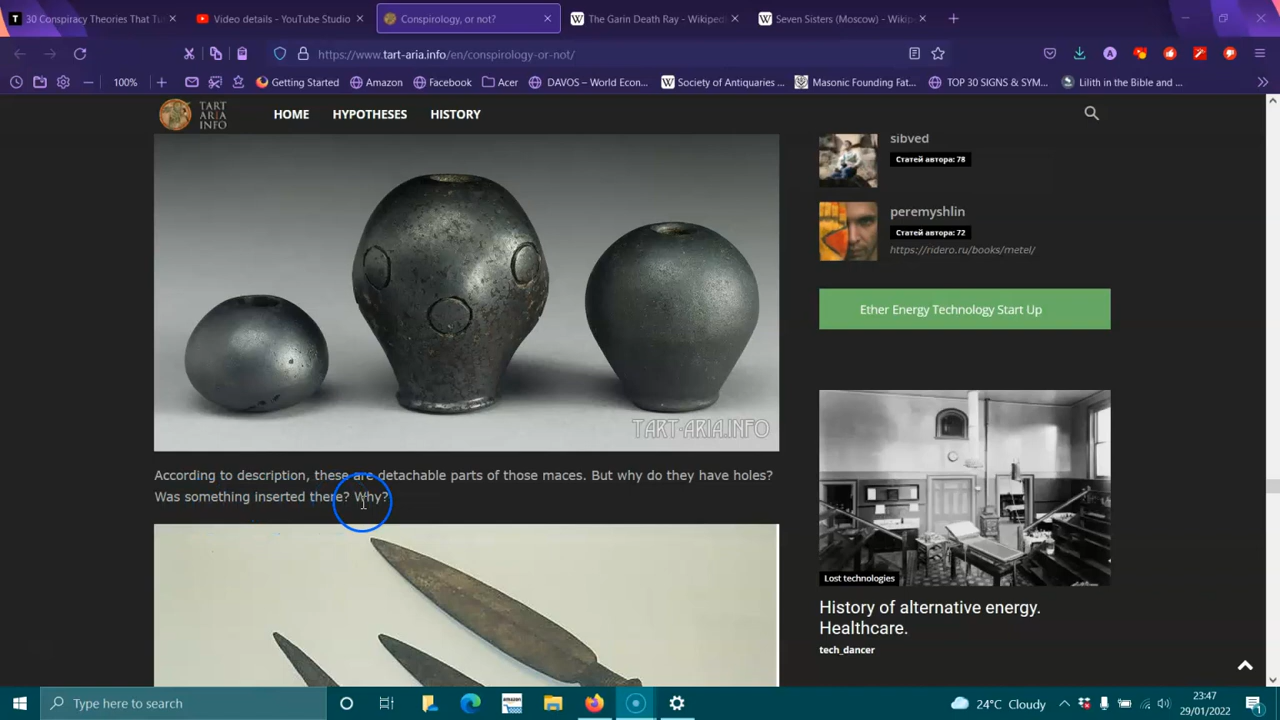 30 Conspiracy Theories That Tu
Video details - YouTube Studio
Conspirology, or not?
The Garin Death Ray - Wikiped
Seven Sisters (Moscow) - Wikip
https://www.tart-aria.info/en/conspirology-or-not/
100%
Getting Started
Amazon
Facebook
Acer
DAVOS – World Econ...
Society of Antiquaries ...
Masonic Founding Fat...
TOP 30 SIGNS & SYM...
Lilith in the Bible and ...
TART
ARIA
INFO
HOME
HYPOTHESES
HISTORY
TART-ARIA.INFO
According to description, these are detachable parts of those maces. But why do they have holes?
Was something inserted there? Why?
sibved
Статей автора: 78
peremyshlin
Статей автора: 72
https://ridero.ru/books/metel/
Ether Energy Technology Start Up
Lost technologies
History of alternative energy.
Healthcare.
tech_dancer
Type here to search
24°C Cloudy
23:47
29/01/2022